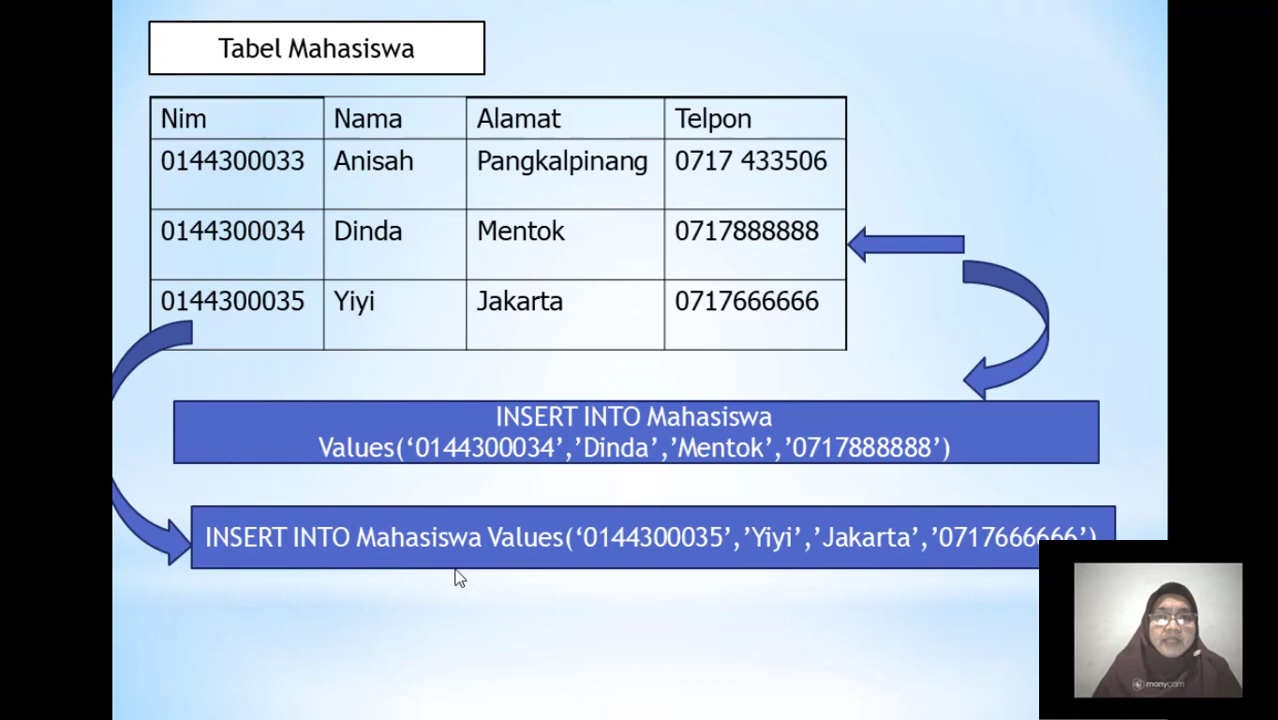 Tabel Mahasiswa
Nim Nama Alamat Telpon
0144300033 Anisah Pangkalpinang 0717 433506
0144300034 Dinda Mentok 0717888888
0144300035 Yiyi Jakarta 0717666666
INSERT INTO Mahasiswa
Values(‘0144300034’,’Dinda’,’Mentok’,’0717888888’)
INSERT INTO Mahasiswa Values(‘0144300035’,’Yiyi’,’Jakarta’,’0717666666’)
manycam